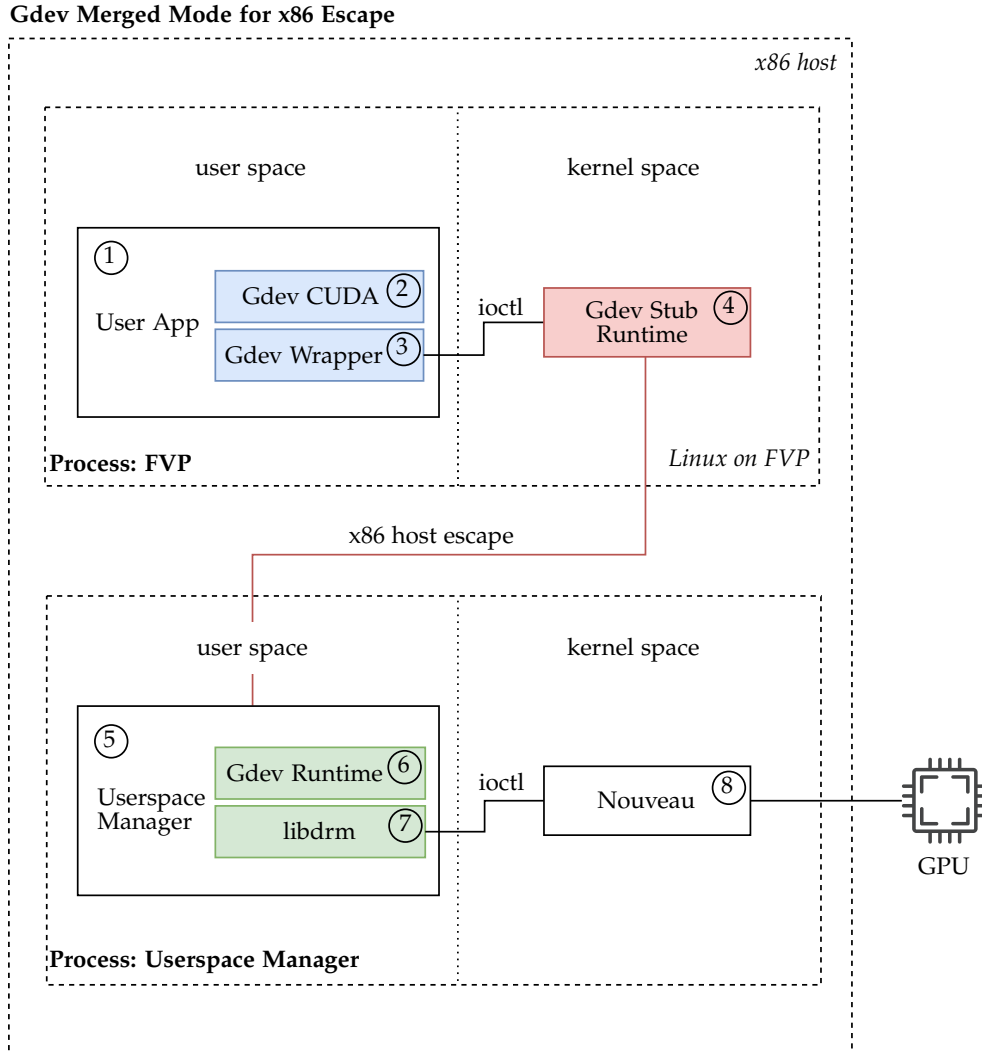 Gdev Merged Mode for x86 Escape
x86 host
user space
kernel space
1
User App
Gdev CUDA 2
Gdev Wrapper 3
ioctl
Gdev Stub 4
Runtime
Process: FVP
Linux on FVP
x86 host escape
user space
kernel space
5
Userspace
Manager
Gdev Runtime 6
libdrm 7
ioctl
Nouveau 8
GPU
Process: Userspace Manager